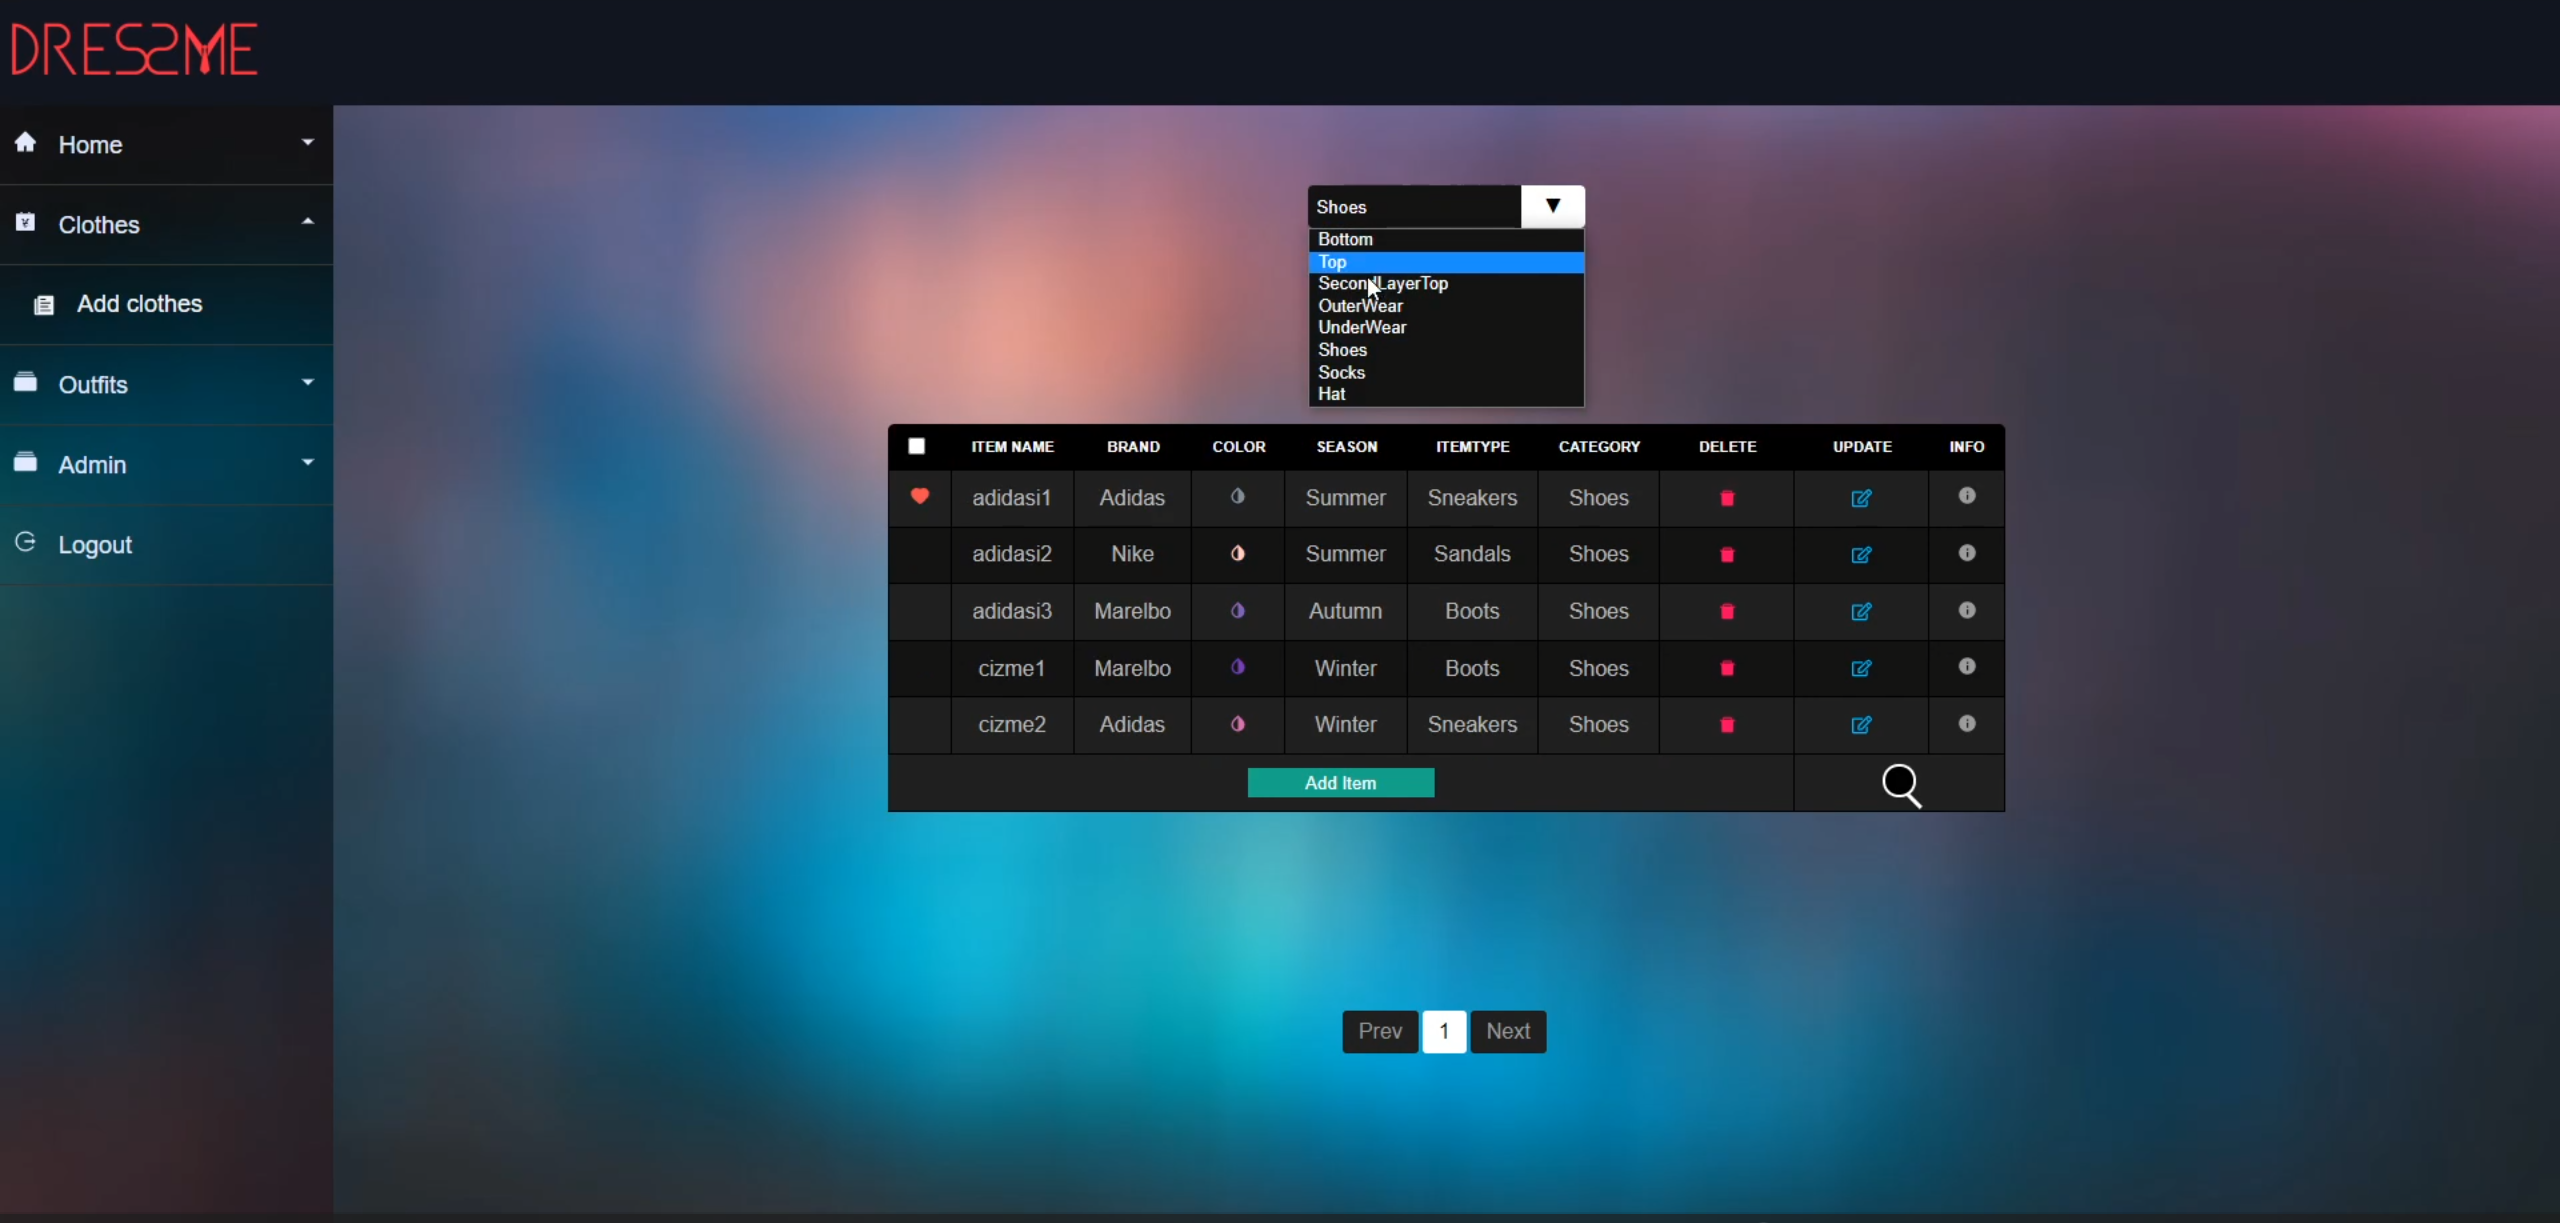 DRESSME
Home
Clothes
Add clothes
Outfits
Admin
Logout
Shoes ▼
Bottom
Top
SecondLayerTop
OuterWear
UnderWear
Shoes
Socks
Hat
ITEM NAME BRAND COLOR SEASON ITEMTYPE CATEGORY DELETE UPDATE INFO
adidasi1 Adidas Summer Sneakers Shoes
adidasi2 Nike Summer Sandals Shoes
adidasi3 Marelbo Autumn Boots Shoes
cizme1 Marelbo Winter Boots Shoes
cizme2 Adidas Winter Sneakers Shoes
Add Item
Prev 1 Next